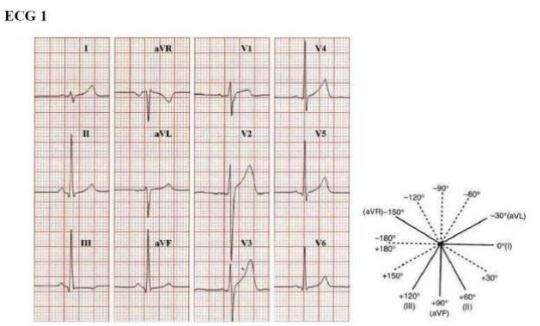 ECG 1
I aVR V1 V4
II aVL V2 V5
III aVF V3 V6
-90°
-120° -60°
(aVR)-150° -30°(aVL)
-180°
+180° 0°(I)
+150° +30°
+120° +60°
(III) +90° (II)
(aVF)